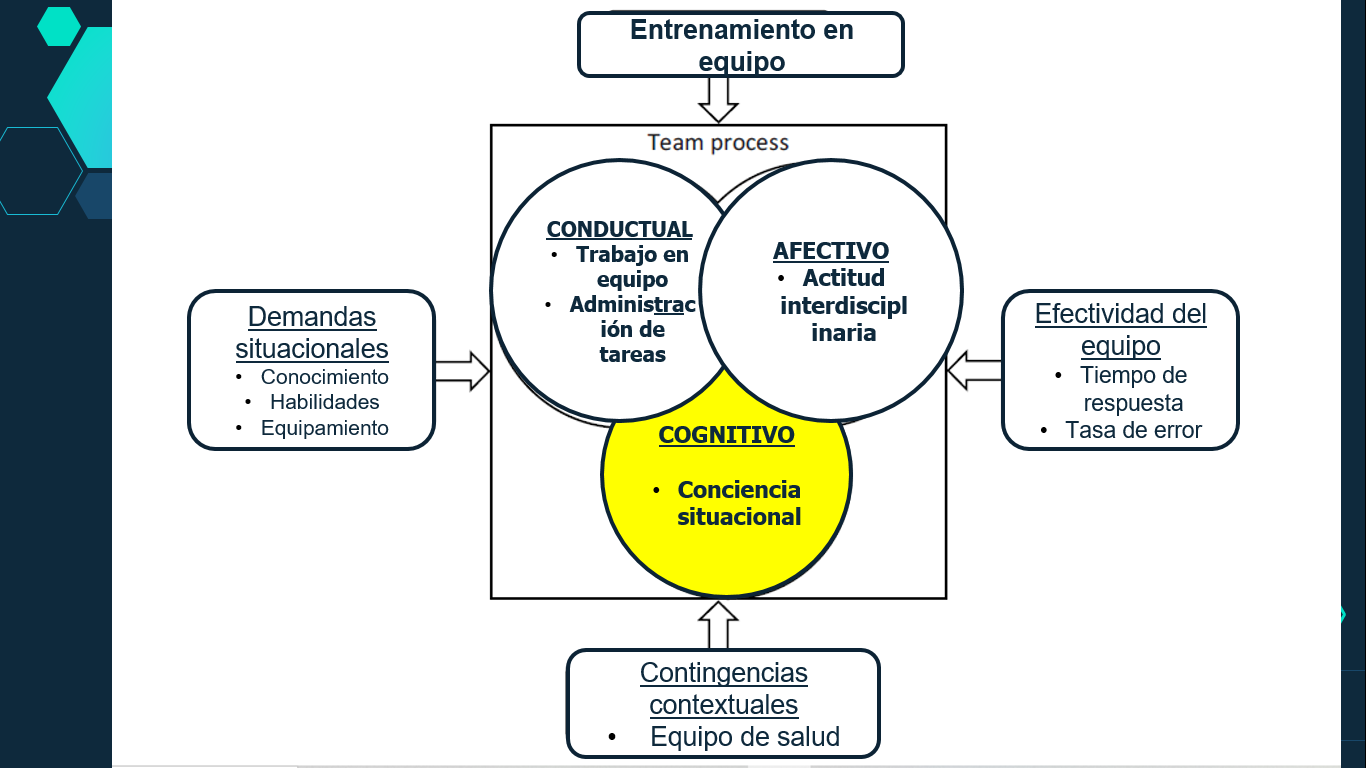 Entrenamiento en
equipo
Team process
CONDUCTUAL
• Trabajo en
equipo
• Administrac
ión de
tareas
AFECTIVO
• Actitud
interdiscipl
inaria
Demandas
situacionales
• Conocimiento
• Habilidades
• Equipamiento
Efectividad del
equipo
• Tiempo de
respuesta
• Tasa de error
COGNITIVO
• Conciencia
situacional
Contingencias
contextuales
• Equipo de salud